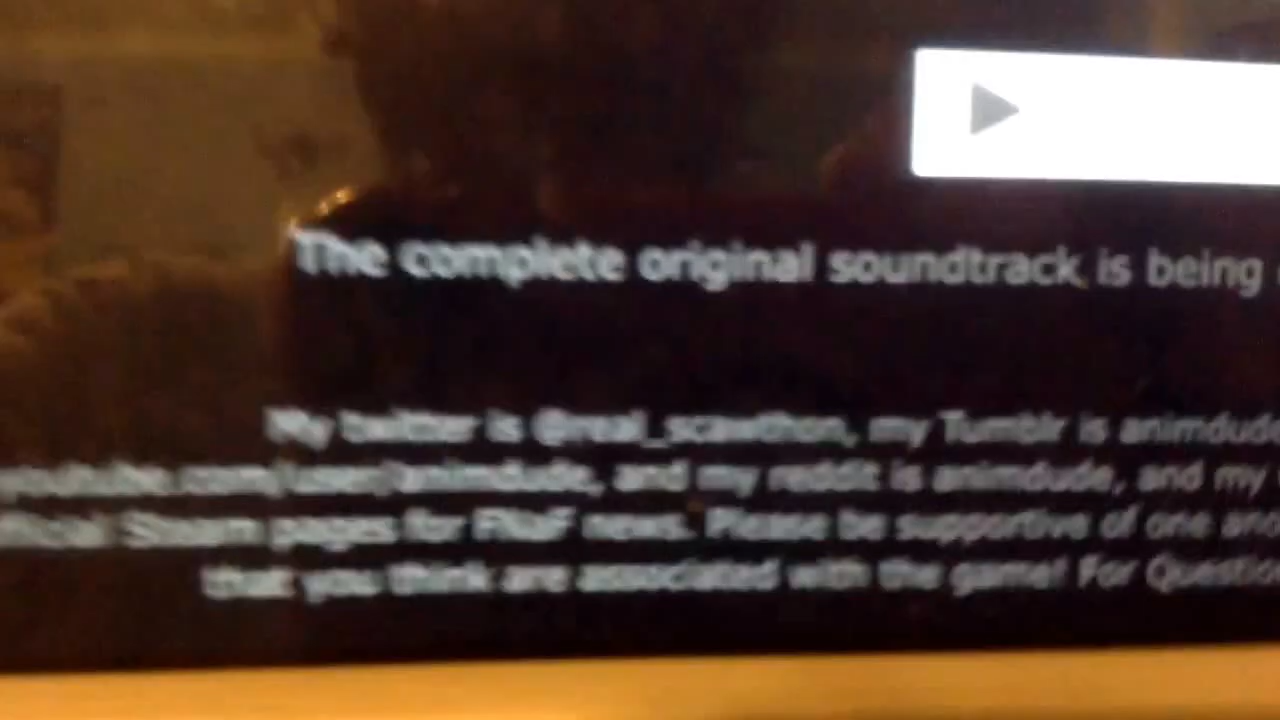 The complete original soundtrack is being
My twitter is @real_scawthon, my Tumblr is animdude
youtube.com/user/animdude, and my reddit is animdude, and my
Steam pages for FNaF news. Please be supportive of one
that you think are associated with the game! For